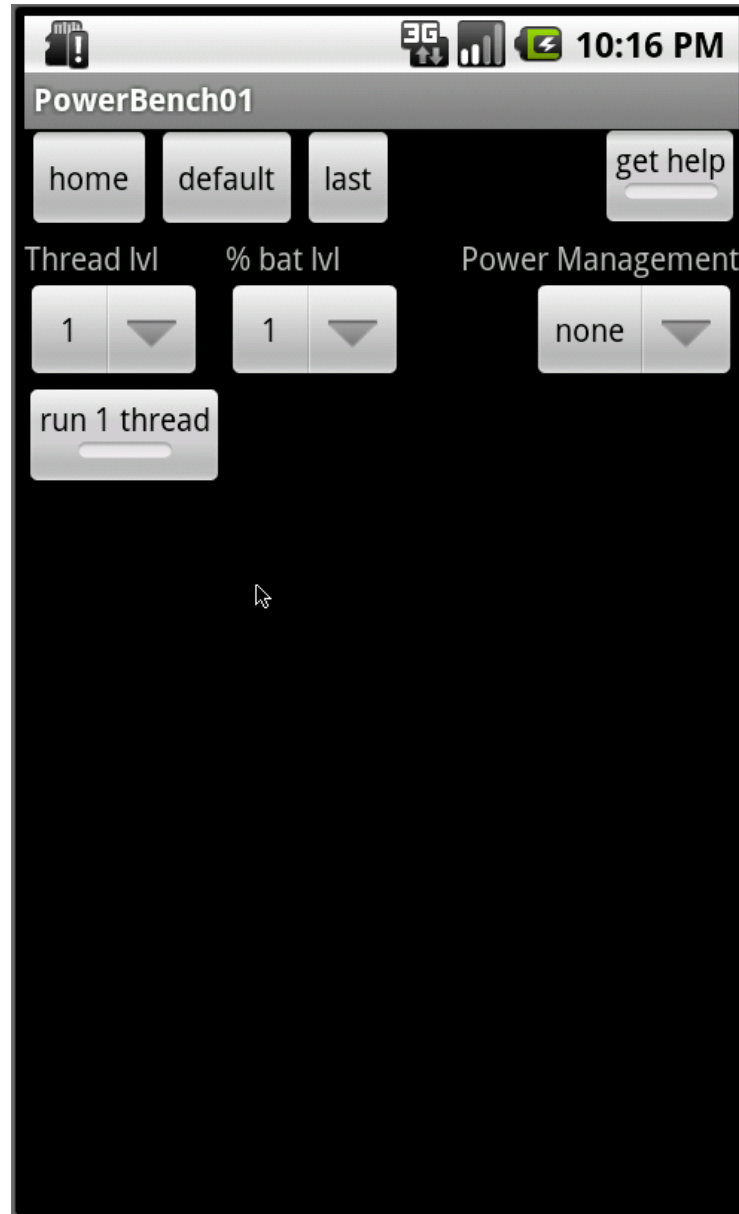 3G 10:16 PM
PowerBench01
home default last get help
Thread lvl % bat lvl Power Management
1 1 none
run 1 thread